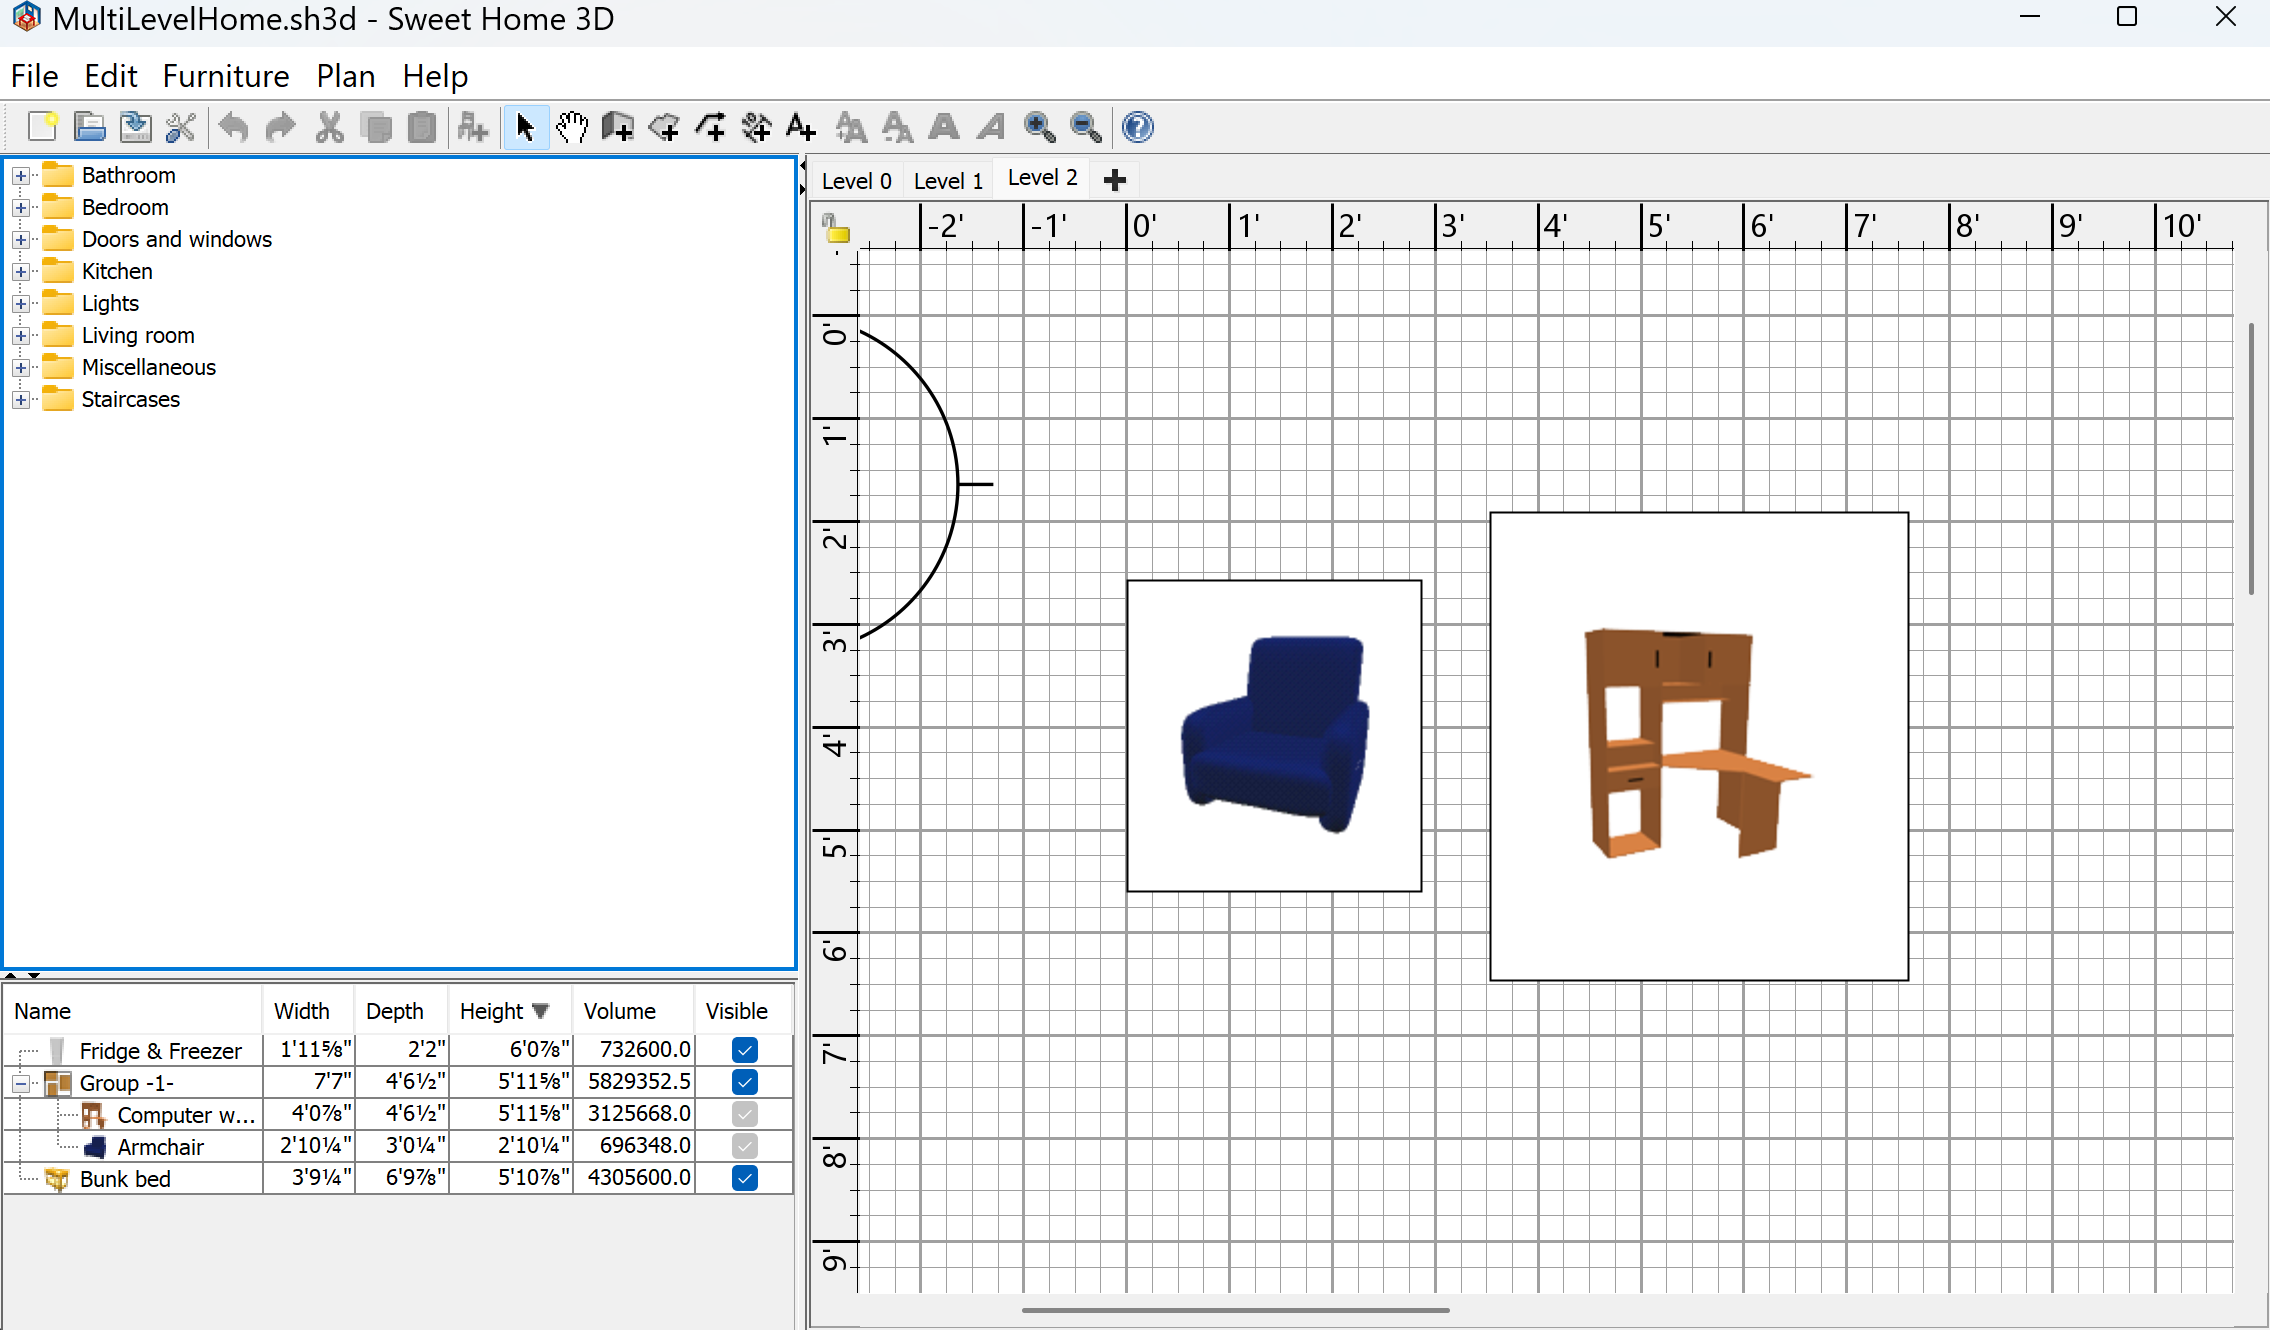 MultiLevelHome.sh3d - Sweet Home 3D
File Edit Furniture Plan Help
Bathroom
Bedroom
Doors and windows
Kitchen
Lights
Living room
Miscellaneous
Staircases
Level 0 Level 1 Level 2
-2' -1' 0' 1' 2' 3' 4' 5' 6' 7' 8' 9' 10'
0'
1'
2'
3'
4'
5'
6'
7'
8'
9'
Name Width Depth Height Volume Visible
Fridge & Freezer 1'11⅝" 2'2" 6'0⅞" 732600.0
Group -1- 7'7" 4'6½" 5'11⅝" 5829352.5
Computer w... 4'0⅞" 4'6½" 5'11⅝" 3125668.0
Armchair 2'10¼" 3'0¼" 2'10¼" 696348.0
Bunk bed 3'9¼" 6'9⅞" 5'10⅞" 4305600.0